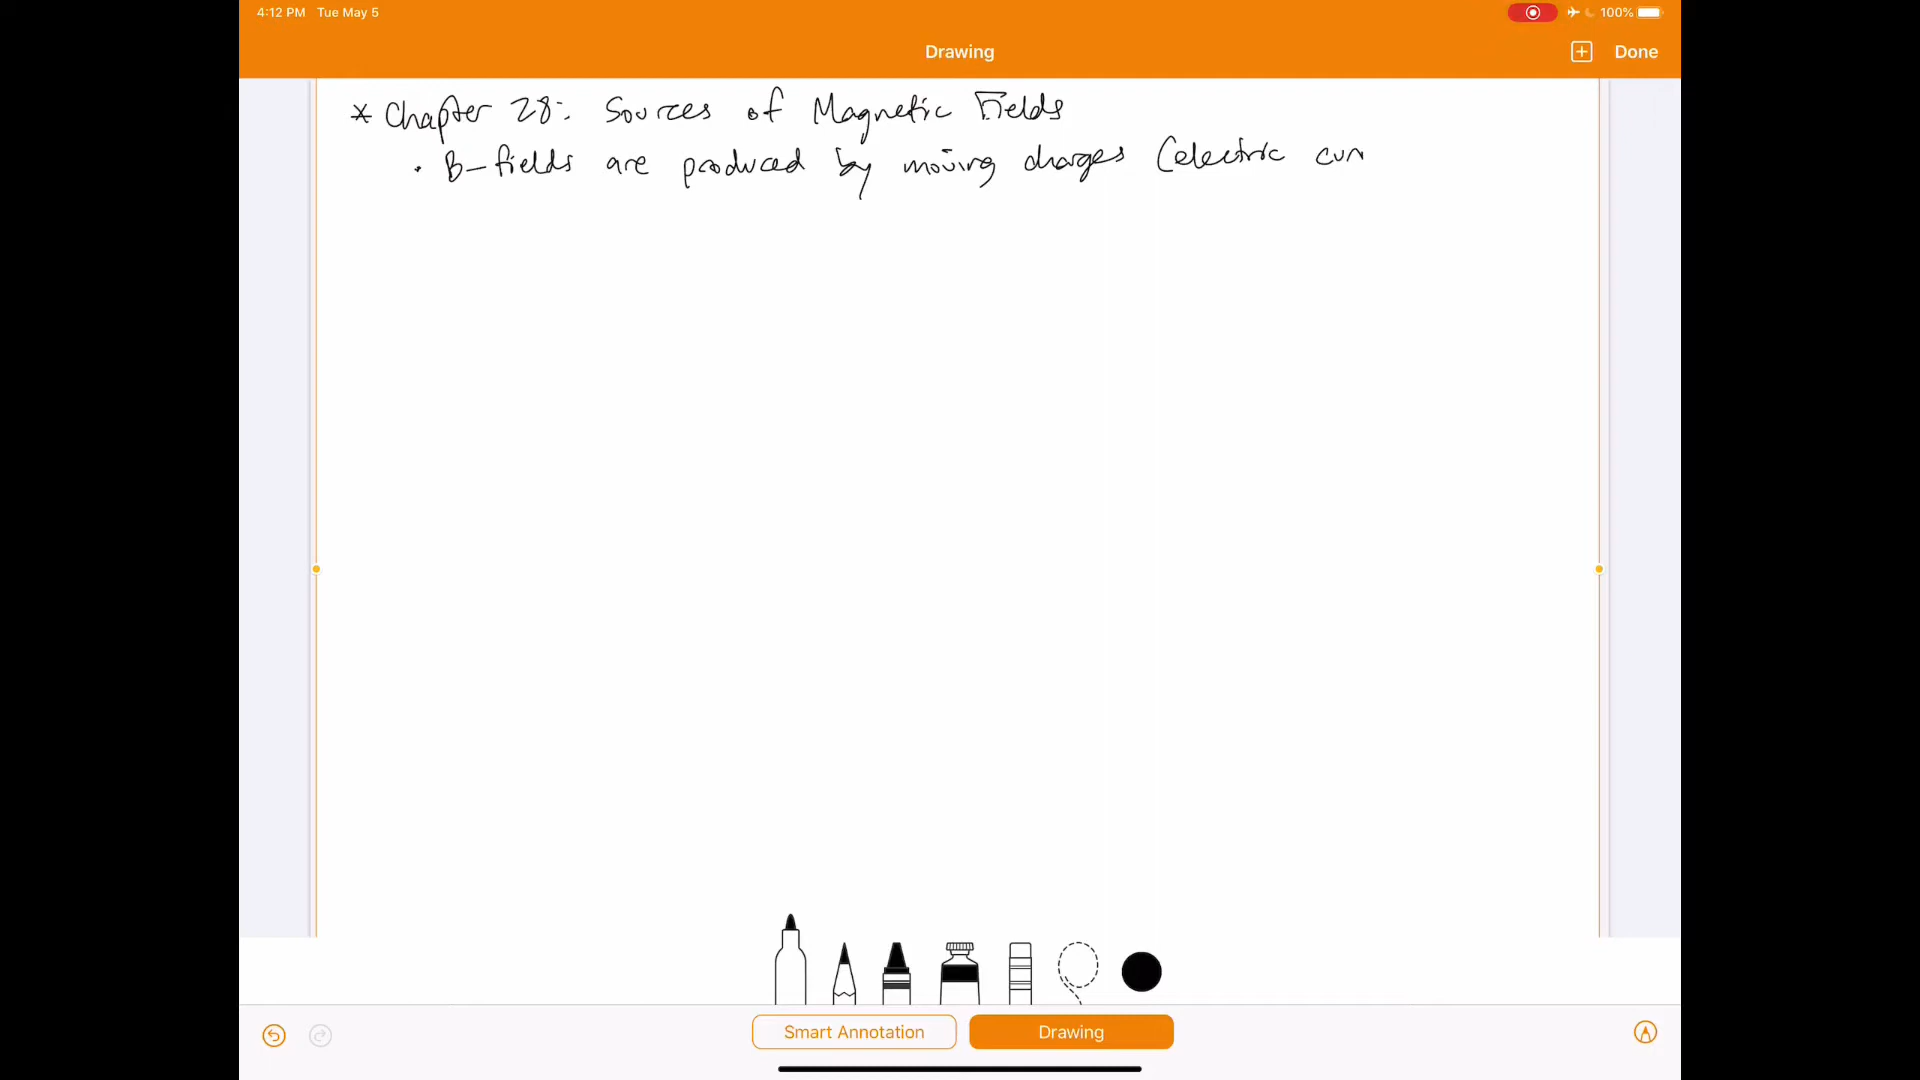 4:12 PM Tue May 5
100%
Drawing
Done
* Chapter 28: Sources of Magnetic Fields
• B-fields are produced by moving charges (electric curr
Smart Annotation
Drawing